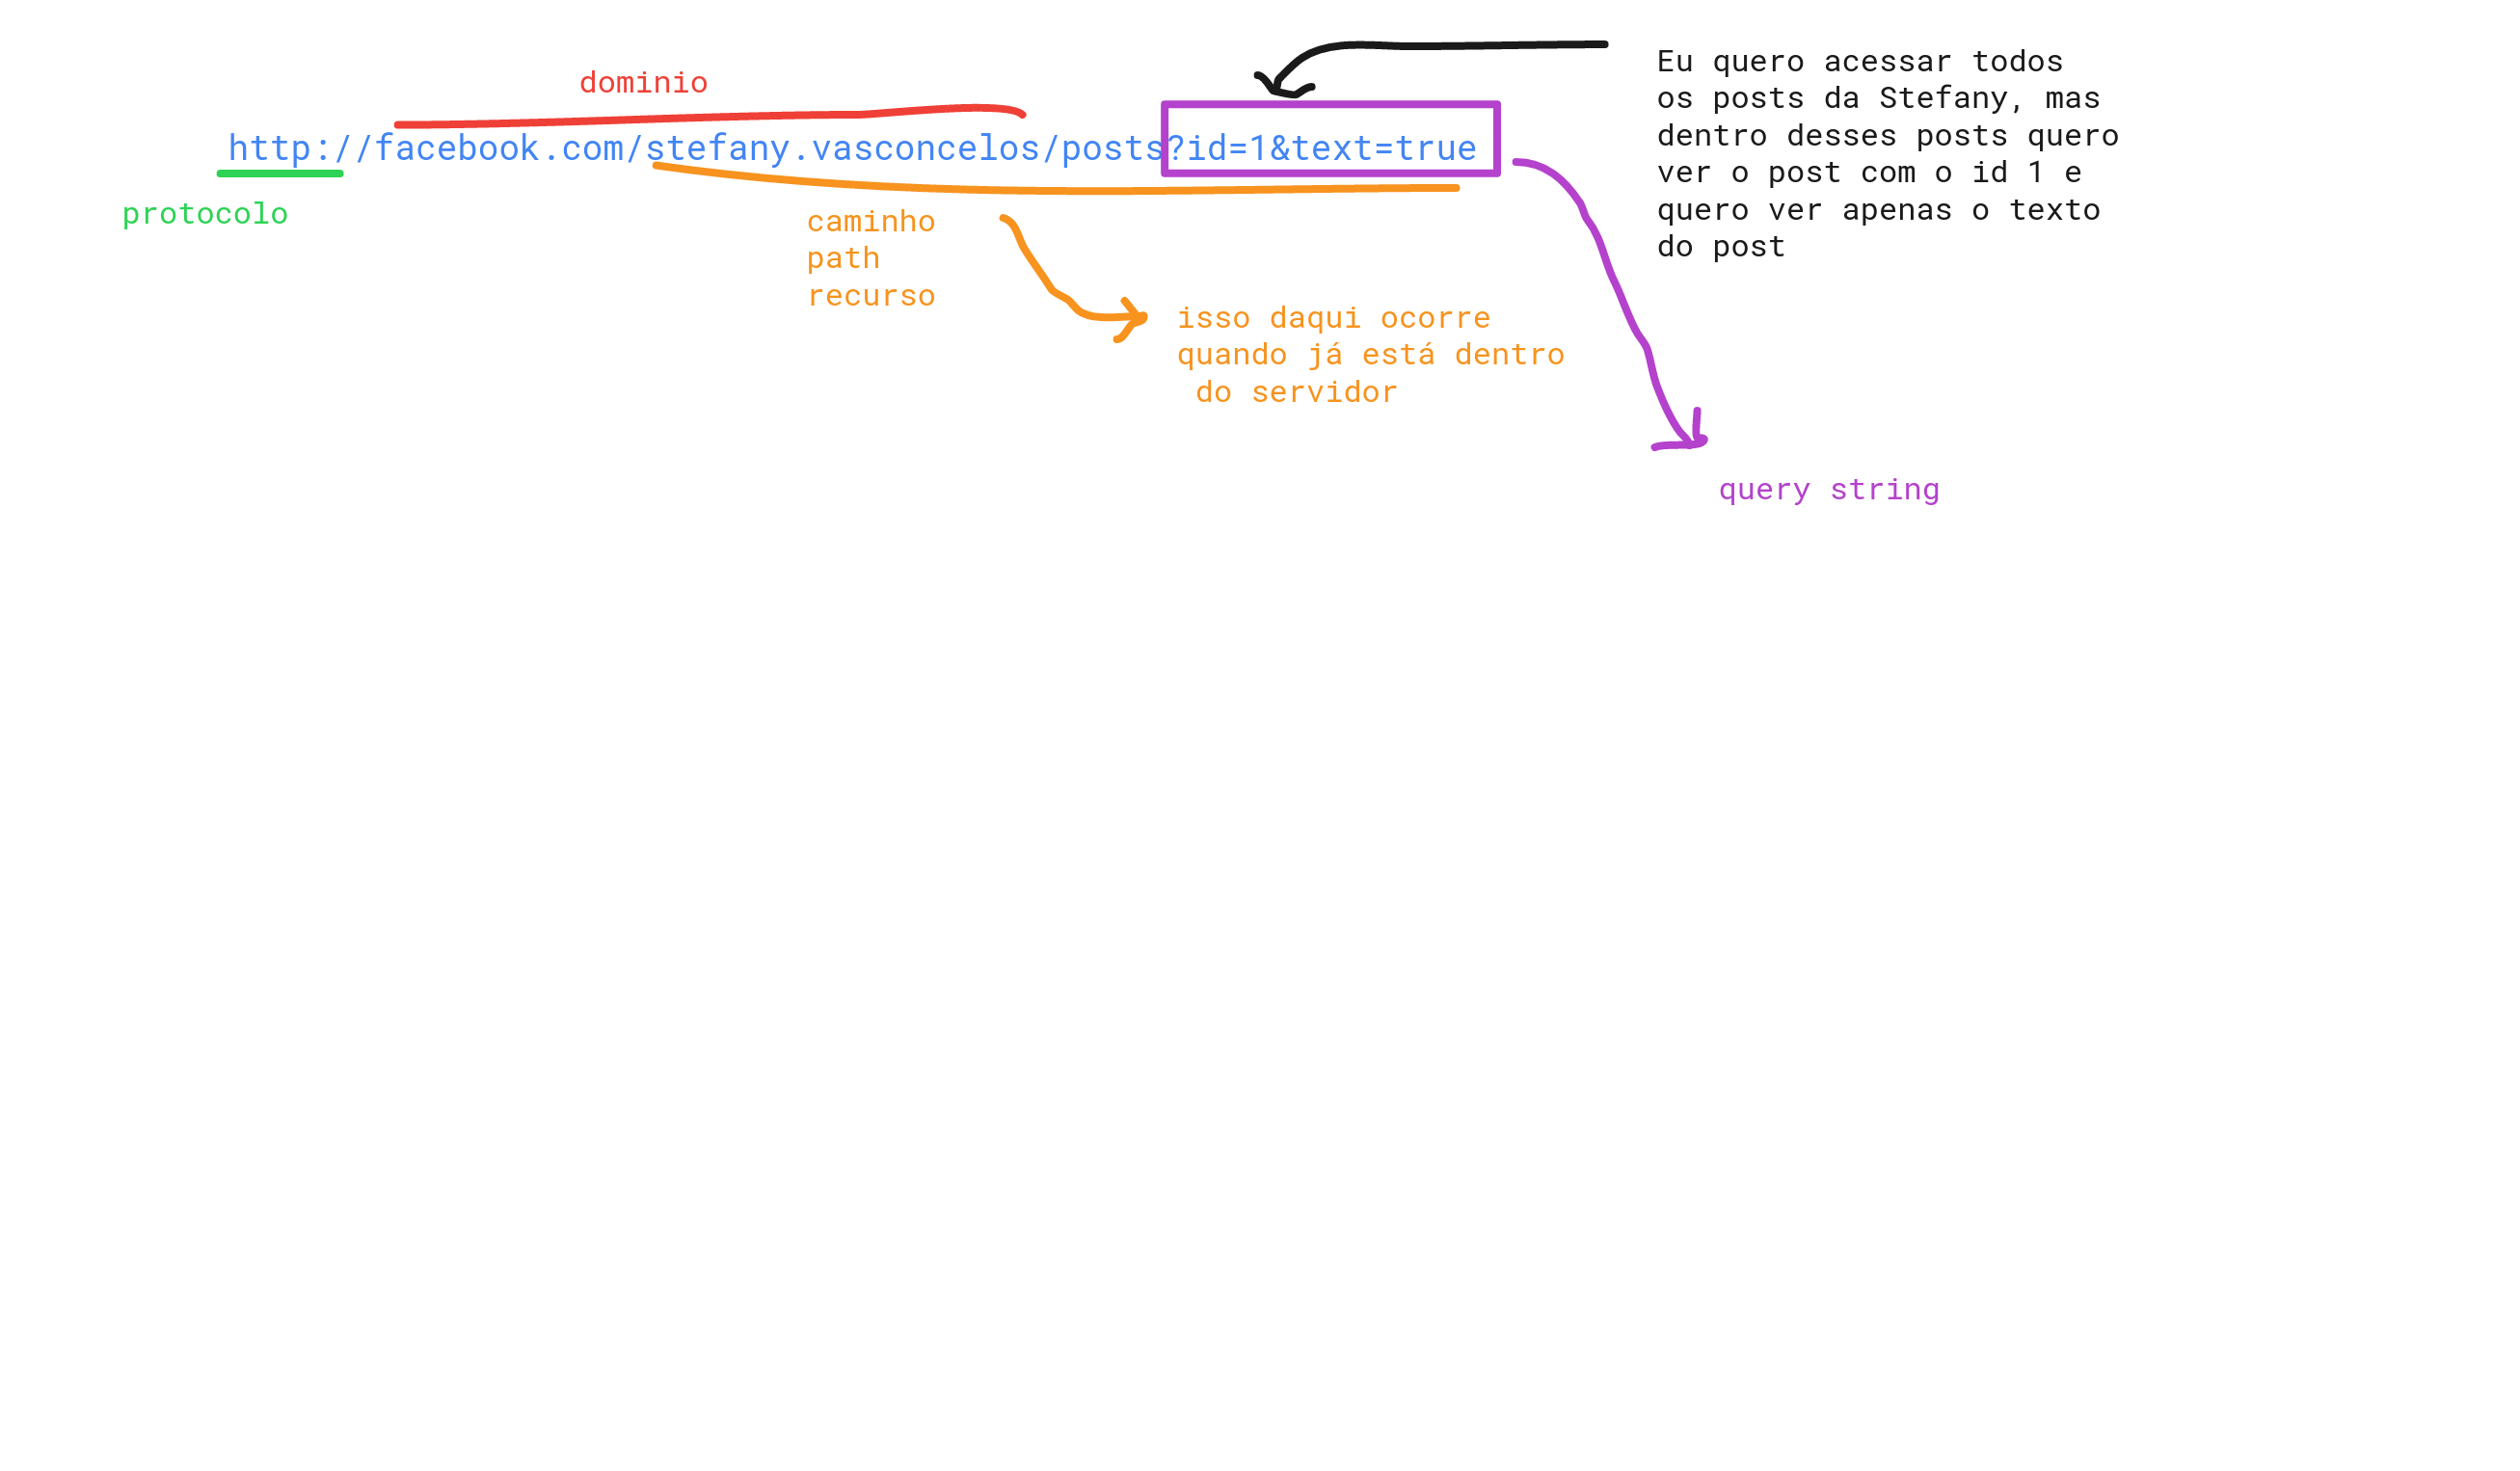 dominio
http://facebook.com/stefany.vasconcelos/posts?id=1&text=true
protocolo
caminho
path
recurso
isso daqui ocorre
quando já está dentro
do servidor
Eu quero acessar todos
os posts da Stefany, mas
dentro desses posts quero
ver o post com o id 1 e
quero ver apenas o texto
do post
query string